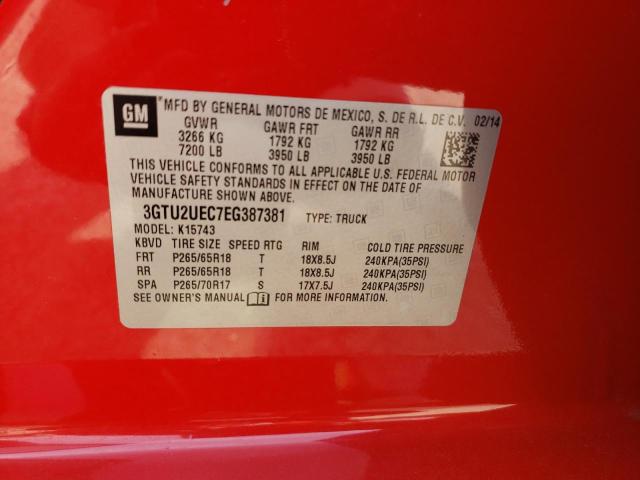 GM
*MFD BY GENERAL MOTORS DE MEXICO, S. DE R.L. DE C.V. 02/14
GVWR GAWR FRT GAWR RR
3266 KG 1792 KG 1792 KG
7200 LB 3950 LB 3950 LB
THIS VEHICLE CONFORMS TO ALL APPLICABLE U.S. FEDERAL MOTOR
VEHICLE SAFETY STANDARDS IN EFFECT ON THE DATE OF
MANUFACTURE SHOWN ABOVE.
3GTU2UEC7EG387381 TYPE: TRUCK
MODEL: K15743
KBVD TIRE SIZE SPEED RTG RIM COLD TIRE PRESSURE
FRT P265/65R18 T 18X8.5J 240KPA(35PSI)
RR P265/65R18 T 18X8.5J 240KPA(35PSI)
SPA P265/70R17 S 17X7.5J 240KPA(35PSI)
SEE OWNER'S MANUAL FOR MORE INFORMATION.